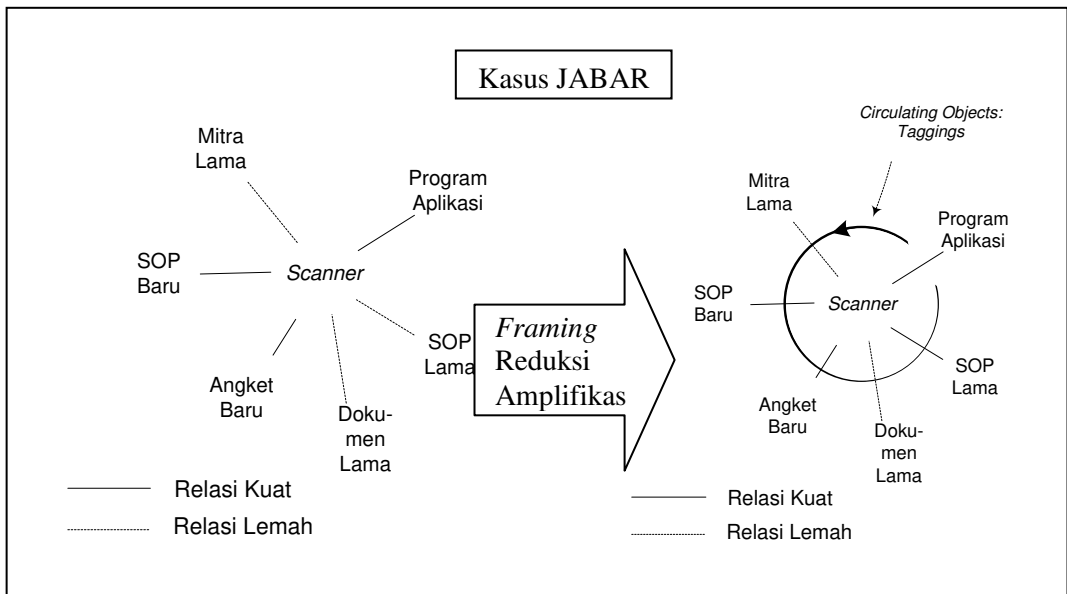 Kasus JABAR
Mitra
Lama
Program
Aplikasi
SOP
Baru
Scanner
SOP
Lama
Angket
Baru
Doku-
men
Lama
Relasi Kuat
Relasi Lemah
Framing
Reduksi
Amplifikas
Circulating Objects:
Taggings
Mitra
Lama
Program
Aplikasi
SOP
Baru
Scanner
SOP
Lama
Angket
Baru
Doku-
men
Lama
Relasi Kuat
Relasi Lemah